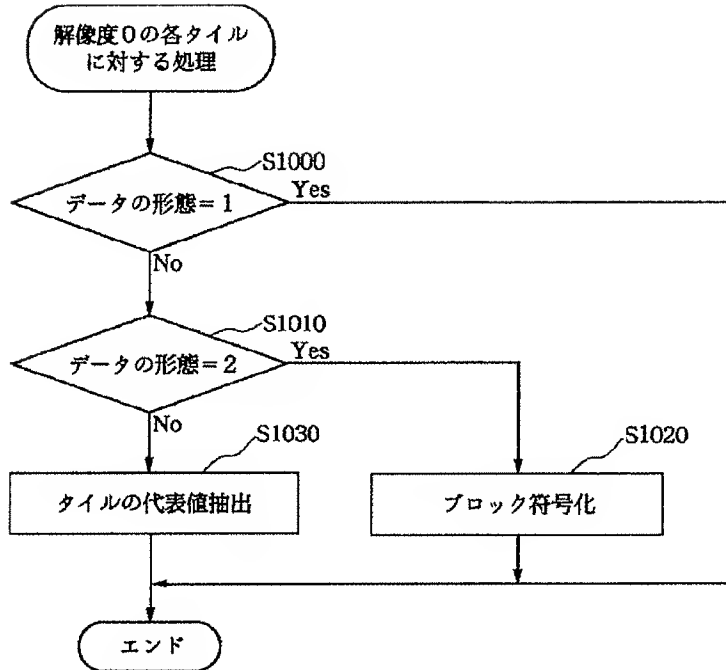 解像度0の各タイル
に対する処理
S1000
データの形態=1
Yes
No
S1010
データの形態=2
Yes
No
S1030
タイルの代表値抽出
S1020
ブロック符号化
エンド